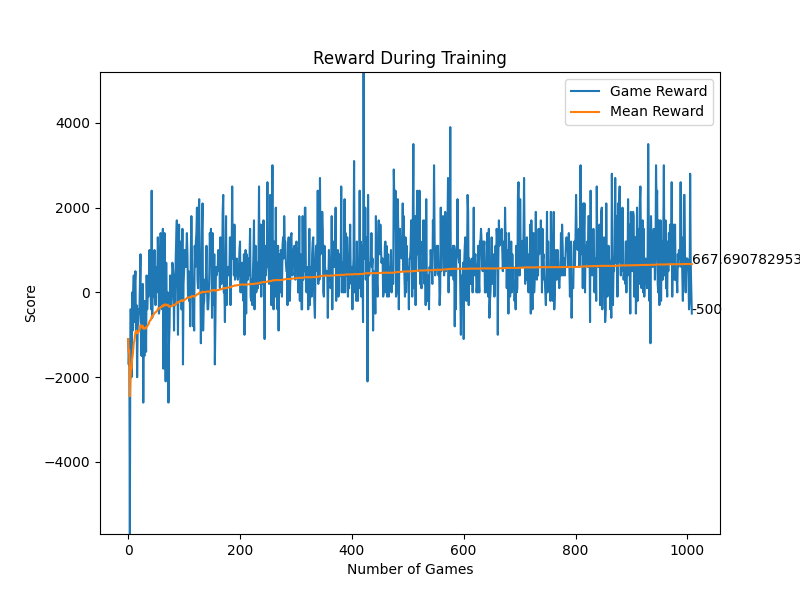 Reward During Training
Game Reward
Mean Reward
4000
2000
0
−2000
−4000
Score
667.690782953
-500
0
200
400
600
800
1000
Number of Games